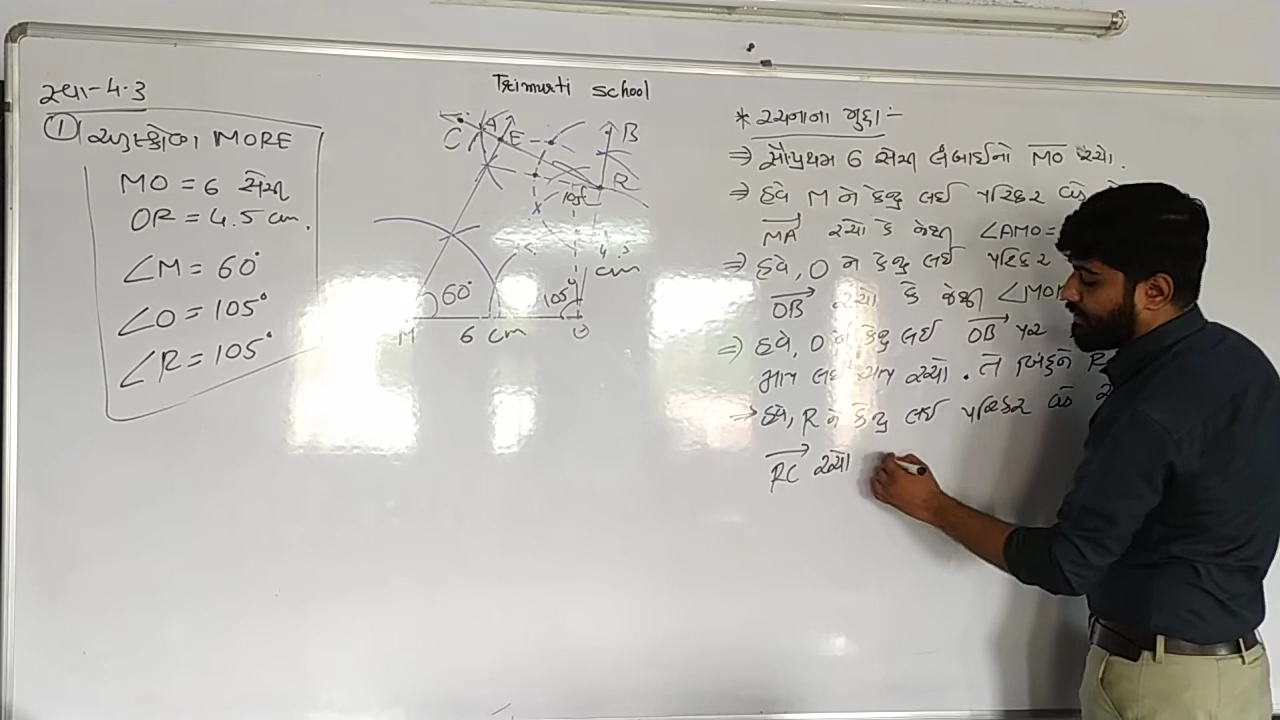 સ્વા-4.3
Trimurti school
① ચતુષ્કોણ MORE
MO = 6 સેમી
OR = 4.5 cm.
∠M = 60°
∠O = 105°
∠R = 105°
C A E B
R
105°
4.5
cm
60° 105°
M 6 cm O
* રચનાના મુદ્દા :-
⇒ સૌપ્રથમ 6 સેમી લંબાઈનો MO રચો.
⇒ હવે M ને કેન્દ્ર લઈ પરિકર વડે
MA રચો કે જેથી ∠AMO=
⇒ હવે, O ને કેન્દ્ર લઈ પરિકર
OB રચો કે જેથી
⇒ હવે, O ને કેન્દ્ર લઈ OB પર
માપ લઈ ચાપ રચો. તે બિંદુને R
⇒ હવે, R ને કેન્દ્ર લઈ પરિકર વડે
RC રચો